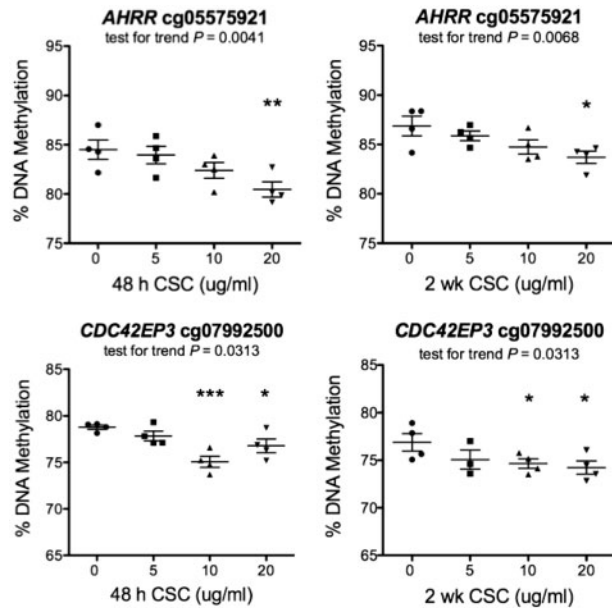 AHRR cg05575921
test for trend P = 0.0041
**
% DNA Methylation
95
90
85
80
75
0 5 10 20
48 h CSC (ug/ml)
AHRR cg05575921
test for trend P = 0.0068
*
% DNA Methylation
95
90
85
80
75
0 5 10 20
2 wk CSC (ug/ml)
CDC42EP3 cg07992500
test for trend P = 0.0313
*** *
% DNA Methylation
85
80
75
70
65
0 5 10 20
48 h CSC (ug/ml)
CDC42EP3 cg07992500
test for trend P = 0.0313
* *
% DNA Methylation
85
80
75
70
65
0 5 10 20
2 wk CSC (ug/ml)